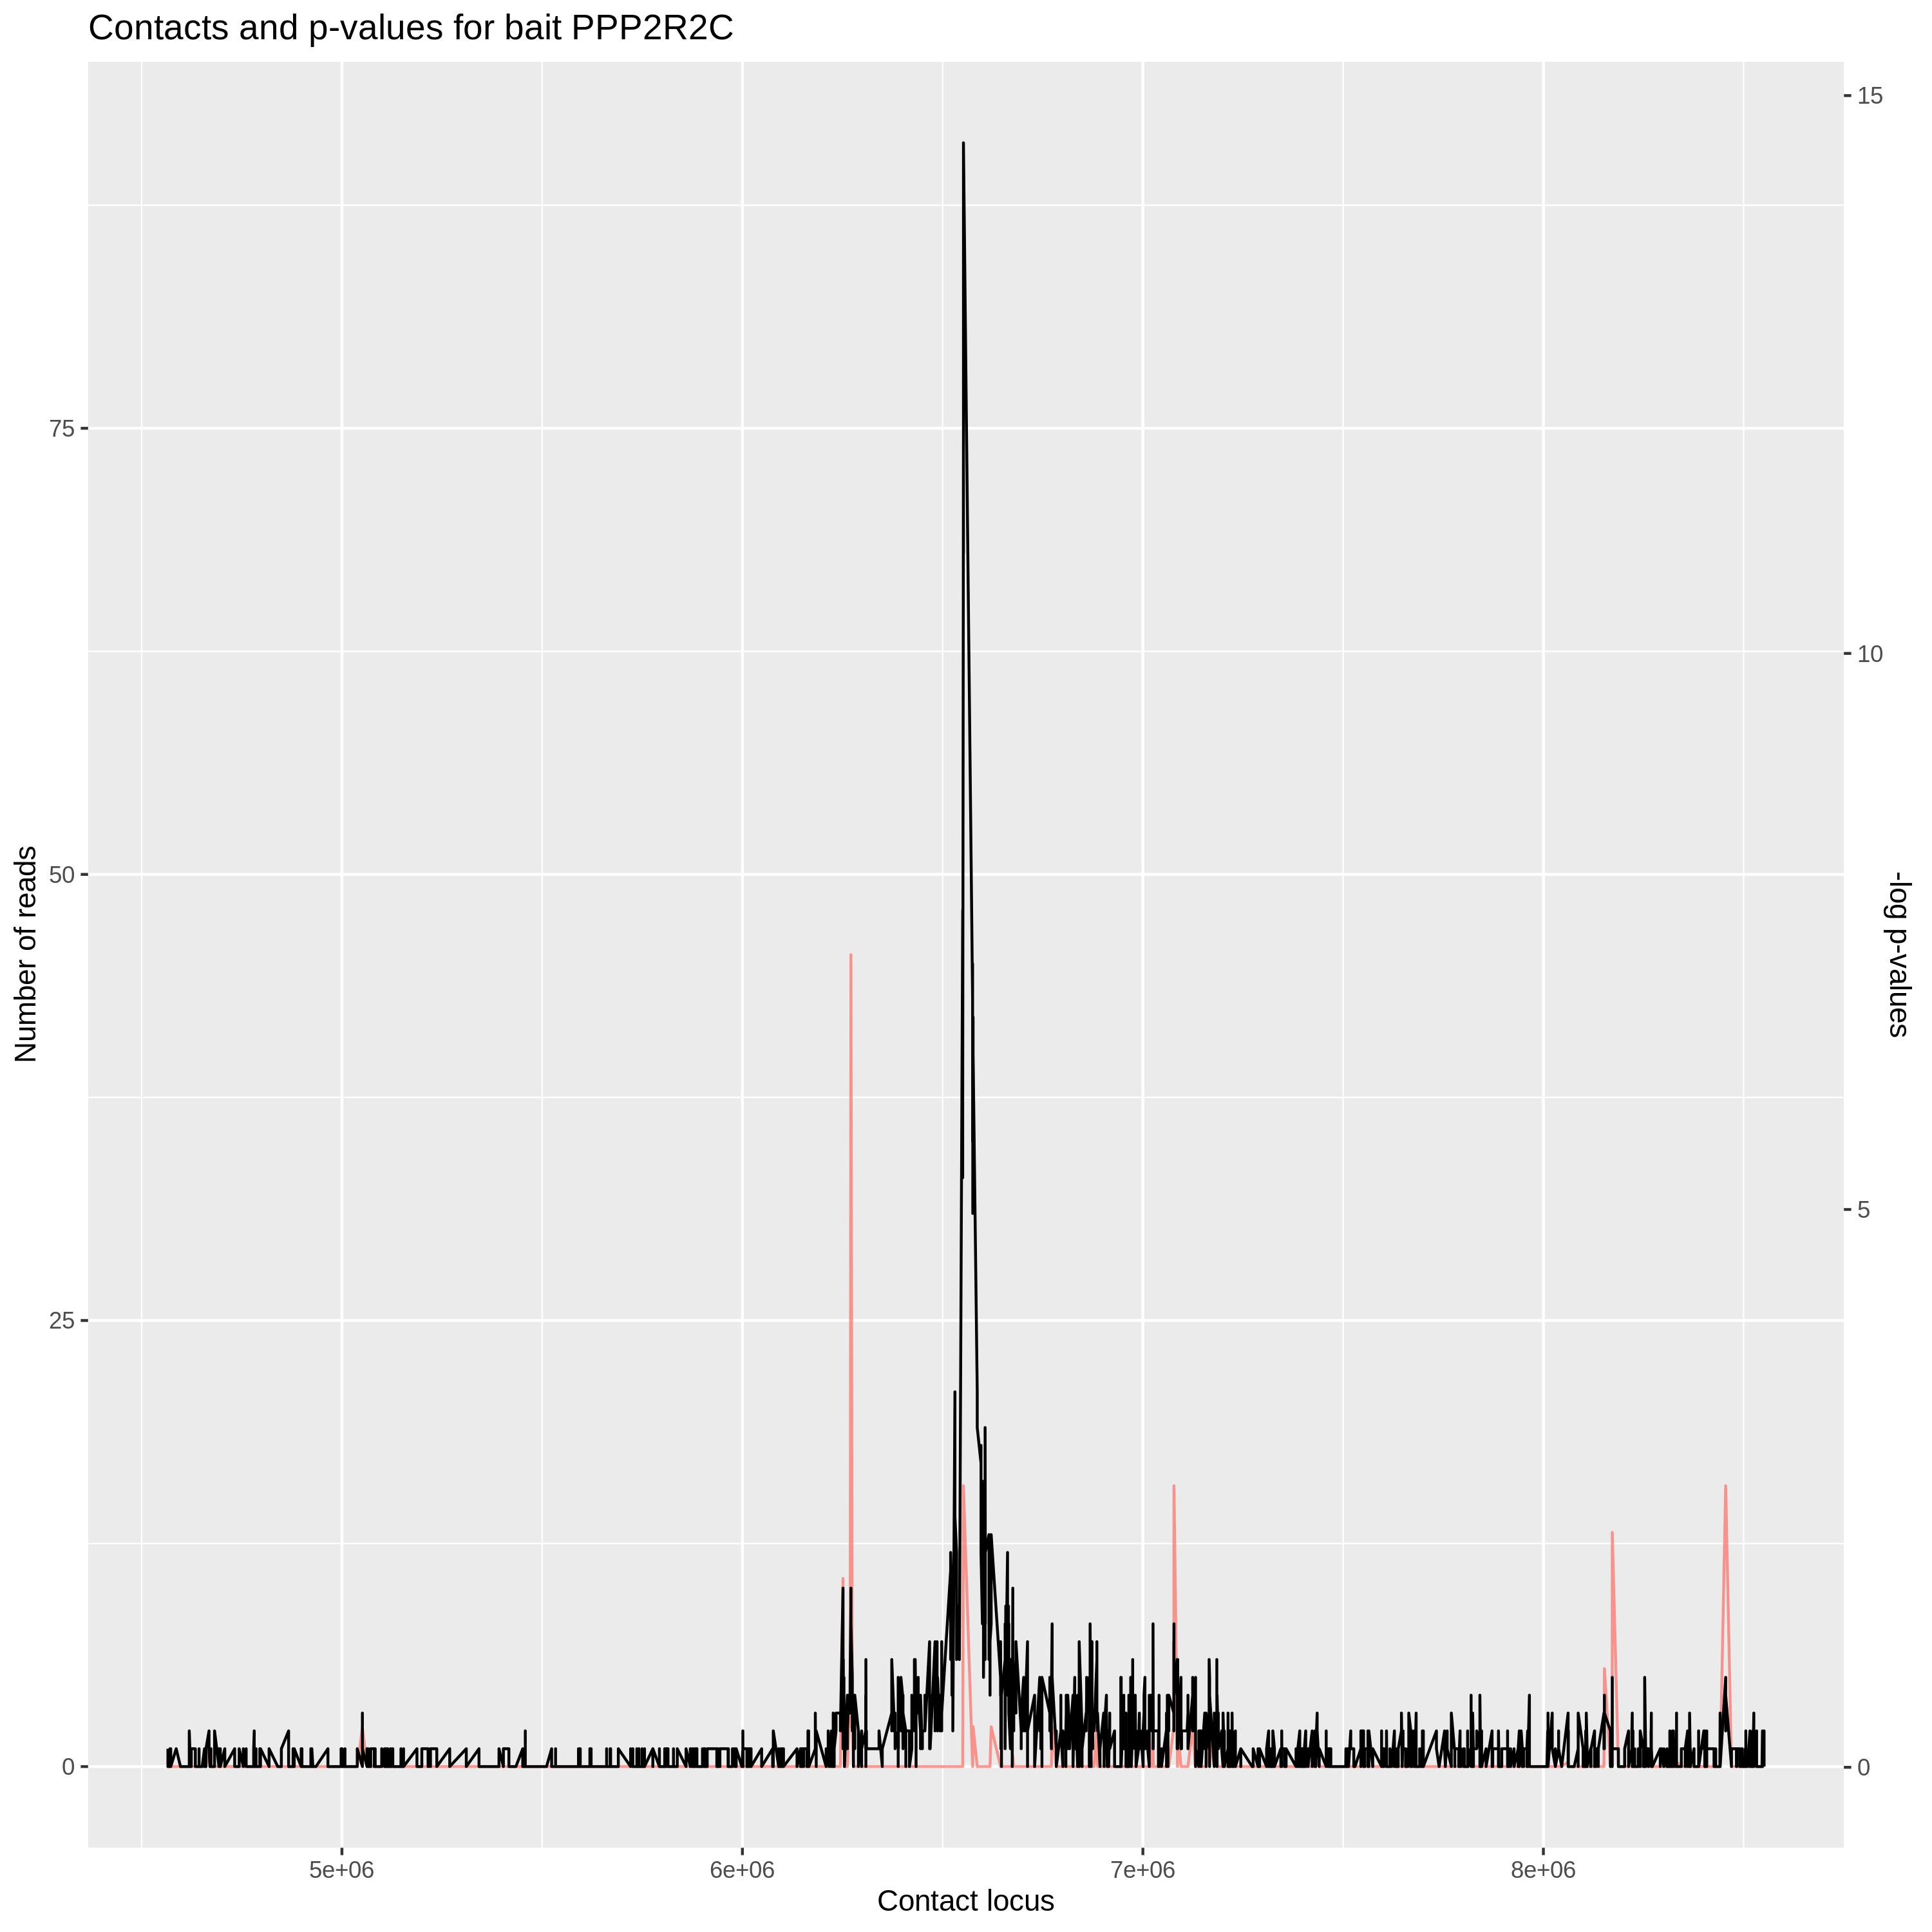 Contacts and p-values for bait PPP2R2C
Number of reads
75
50
25
0
15
10
5
0
-log p-values
5e+06
6e+06
7e+06
8e+06
Contact locus